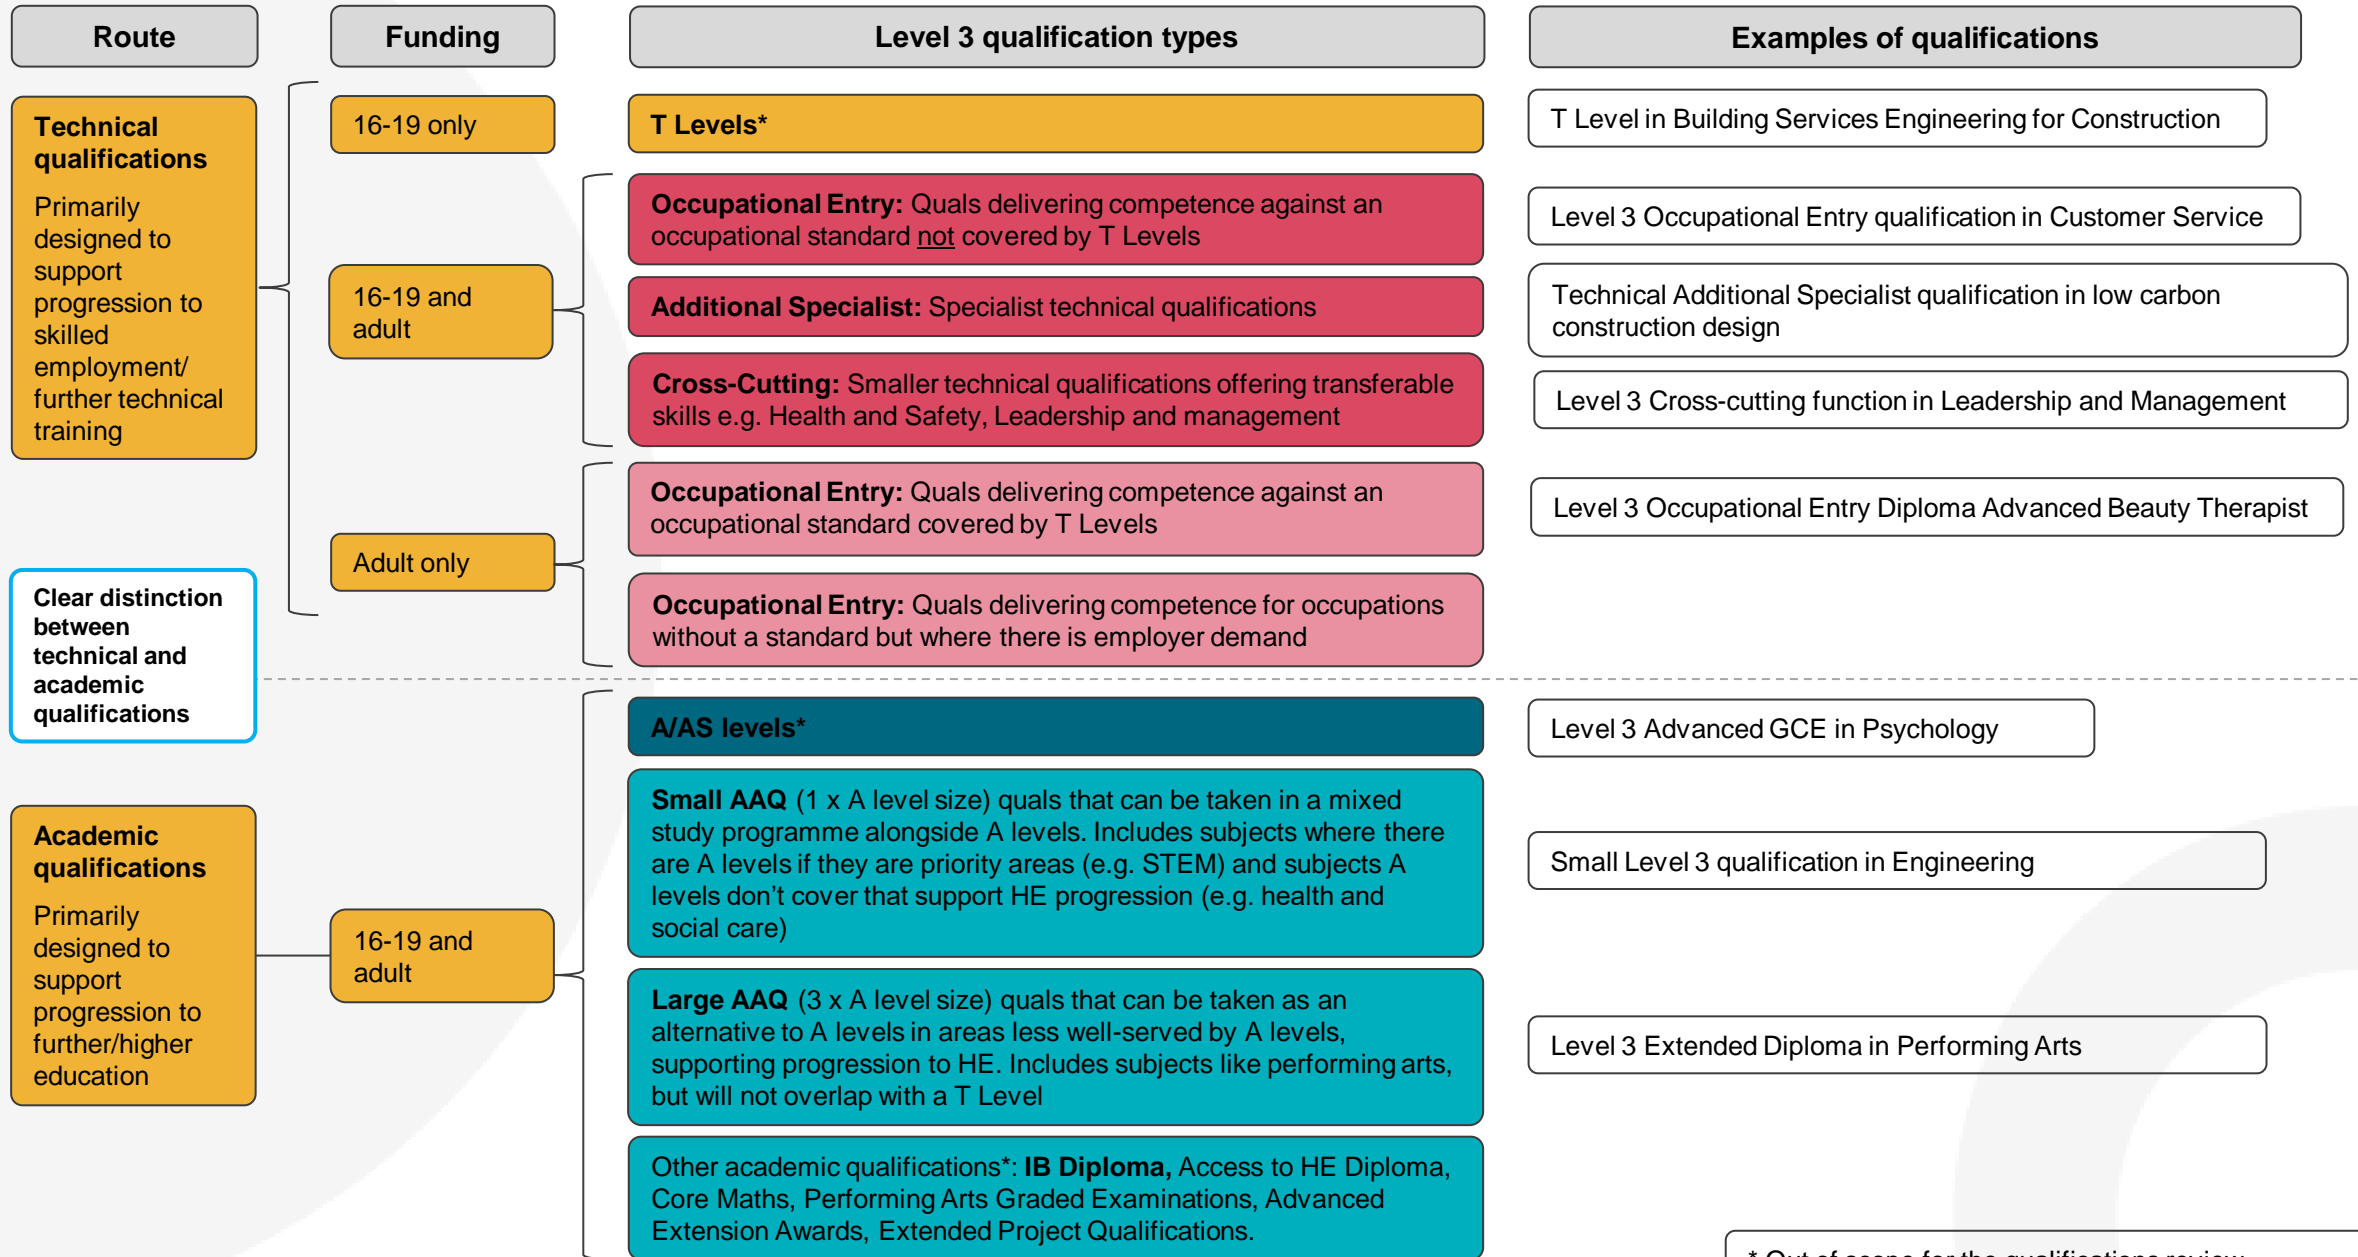 Route
Funding
Level 3 qualification types
Examples of qualifications
Technical
qualifications
Primarily
designed to
support
progression to
skilled
employment/
further technical
training
16-19 only
T Levels*
T Level in Building Services Engineering for Construction
16-19 and
adult
Occupational Entry: Quals delivering competence against an
occupational standard not covered by T Levels
Level 3 Occupational Entry qualification in Customer Service
Additional Specialist: Specialist technical qualifications
Technical Additional Specialist qualification in low carbon
construction design
Cross-Cutting: Smaller technical qualifications offering transferable
skills e.g. Health and Safety, Leadership and management
Level 3 Cross-cutting function in Leadership and Management
Adult only
Occupational Entry: Quals delivering competence against an
occupational standard covered by T Levels
Level 3 Occupational Entry Diploma Advanced Beauty Therapist
Occupational Entry: Quals delivering competence for occupations
without a standard but where there is employer demand
Clear distinction
between
technical and
academic
qualifications
Academic
qualifications
Primarily
designed to
support
progression to
further/higher
education
16-19 and
adult
A/AS levels*
Level 3 Advanced GCE in Psychology
Small AAQ (1 x A level size) quals that can be taken in a mixed
study programme alongside A levels. Includes subjects where there
are A levels if they are priority areas (e.g. STEM) and subjects A
levels don’t cover that support HE progression (e.g. health and
social care)
Small Level 3 qualification in Engineering
Large AAQ (3 x A level size) quals that can be taken as an
alternative to A levels in areas less well-served by A levels,
supporting progression to HE. Includes subjects like performing arts,
but will not overlap with a T Level
Level 3 Extended Diploma in Performing Arts
Other academic qualifications*: IB Diploma, Access to HE Diploma,
Core Maths, Performing Arts Graded Examinations, Advanced
Extension Awards, Extended Project Qualifications.
* Out of scope for the qualifications review